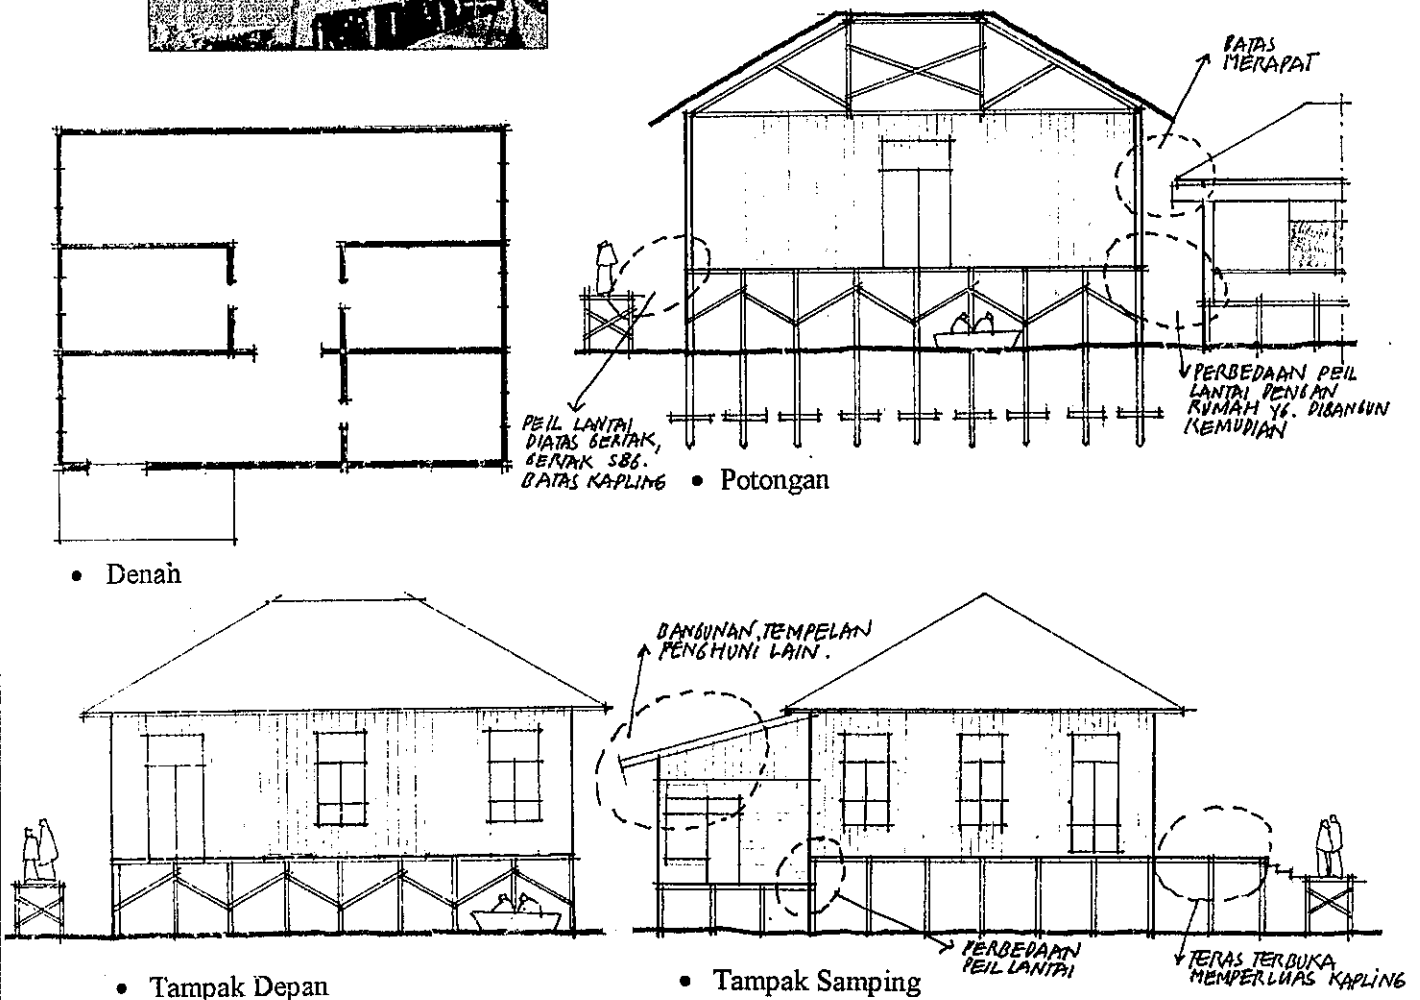 BATAS
MERAPAT
PEIL LANTAI
DIATAS GERTAK,
GERTAK SBG.
BATAS KAPLING
PERBEDAAN PEIL
LANTAI DENGAN
RUMAH YG. DIBANGUN
KEMUDIAN
• Potongan
• Denah
BANGUNAN TEMPELAN
PENGHUNI LAIN.
PERBEDAAN
PEIL LANTAI
TERAS TERBUKA
MEMPERLUAS KAPLING
• Tampak Depan
• Tampak Samping